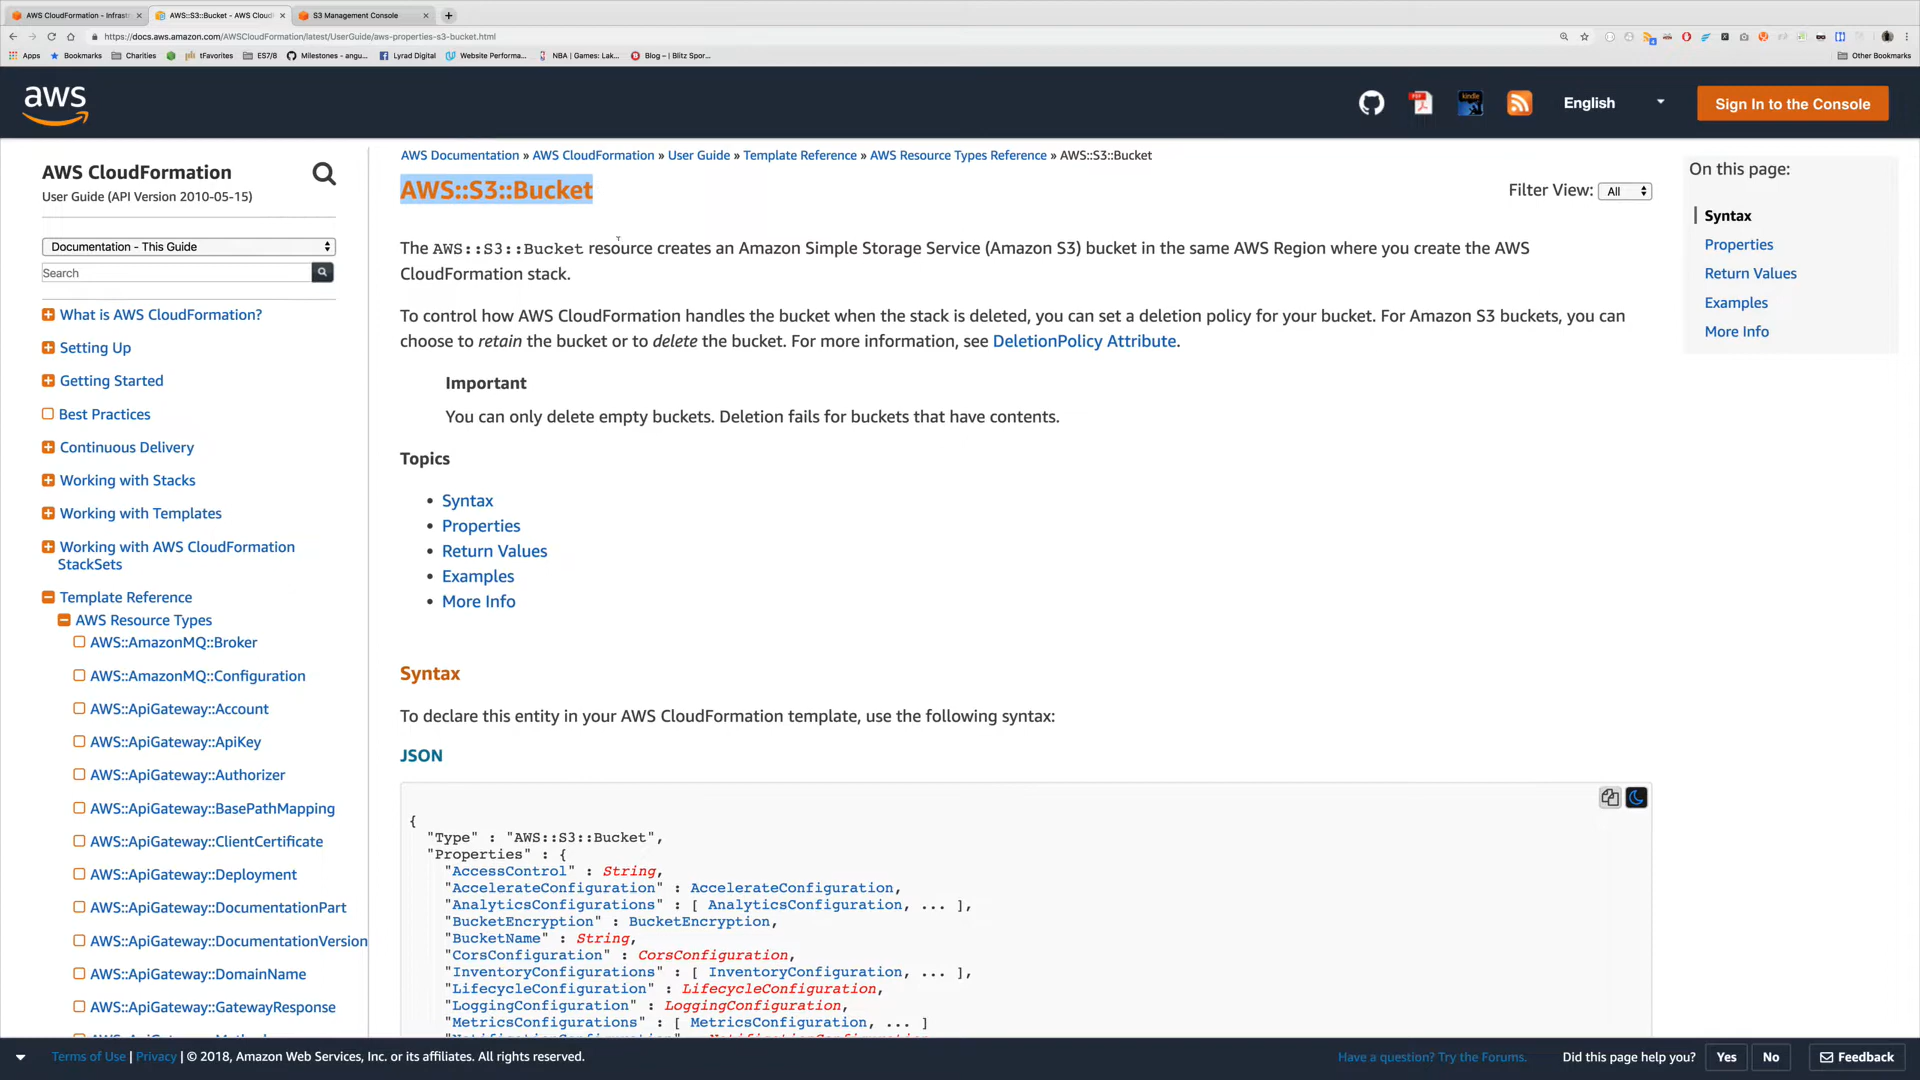 AWS CloudFormation - Infrastr
AWS::S3::Bucket - AWS Cloud
S3 Management Console
https://docs.aws.amazon.com/AWSCloudFormation/latest/UserGuide/aws-properties-s3-bucket.html
Apps
Bookmarks
Charities
tFavorites
ES7/8
Milestones - angu...
Lyrad Digital
Website Performa...
NBA | Games: Lak...
Blog – | Blitz Spor...
Other Bookmarks
aws
PDF
kindle
English
Sign In to the Console
AWS CloudFormation
User Guide (API Version 2010-05-15)
Documentation - This Guide
Search
What is AWS CloudFormation?
Setting Up
Getting Started
Best Practices
Continuous Delivery
Working with Stacks
Working with Templates
Working with AWS CloudFormation
StackSets
Template Reference
AWS Resource Types
AWS::AmazonMQ::Broker
AWS::AmazonMQ::Configuration
AWS::ApiGateway::Account
AWS::ApiGateway::ApiKey
AWS::ApiGateway::Authorizer
AWS::ApiGateway::BasePathMapping
AWS::ApiGateway::ClientCertificate
AWS::ApiGateway::Deployment
AWS::ApiGateway::DocumentationPart
AWS::ApiGateway::DocumentationVersion
AWS::ApiGateway::DomainName
AWS::ApiGateway::GatewayResponse
AWS Documentation » AWS CloudFormation » User Guide » Template Reference » AWS Resource Types Reference » AWS::S3::Bucket
AWS::S3::Bucket
Filter View: All
The AWS::S3::Bucket resource creates an Amazon Simple Storage Service (Amazon S3) bucket in the same AWS Region where you create the AWS
CloudFormation stack.
To control how AWS CloudFormation handles the bucket when the stack is deleted, you can set a deletion policy for your bucket. For Amazon S3 buckets, you can
choose to retain the bucket or to delete the bucket. For more information, see DeletionPolicy Attribute.
Important
You can only delete empty buckets. Deletion fails for buckets that have contents.
Topics
• Syntax
• Properties
• Return Values
• Examples
• More Info
Syntax
To declare this entity in your AWS CloudFormation template, use the following syntax:
JSON
{
"Type" : "AWS::S3::Bucket",
"Properties" : {
"AccessControl" : String,
"AccelerateConfiguration" : AccelerateConfiguration,
"AnalyticsConfigurations" : [ AnalyticsConfiguration, ... ],
"BucketEncryption" : BucketEncryption,
"BucketName" : String,
"CorsConfiguration" : CorsConfiguration,
"InventoryConfigurations" : [ InventoryConfiguration, ... ],
"LifecycleConfiguration" : LifecycleConfiguration,
"LoggingConfiguration" : LoggingConfiguration,
"MetricsConfigurations" : [ MetricsConfiguration, ... ]
On this page:
Syntax
Properties
Return Values
Examples
More Info
Terms of Use | Privacy | © 2018, Amazon Web Services, Inc. or its affiliates. All rights reserved.
Have a question? Try the Forums.
Did this page help you?
Yes
No
Feedback